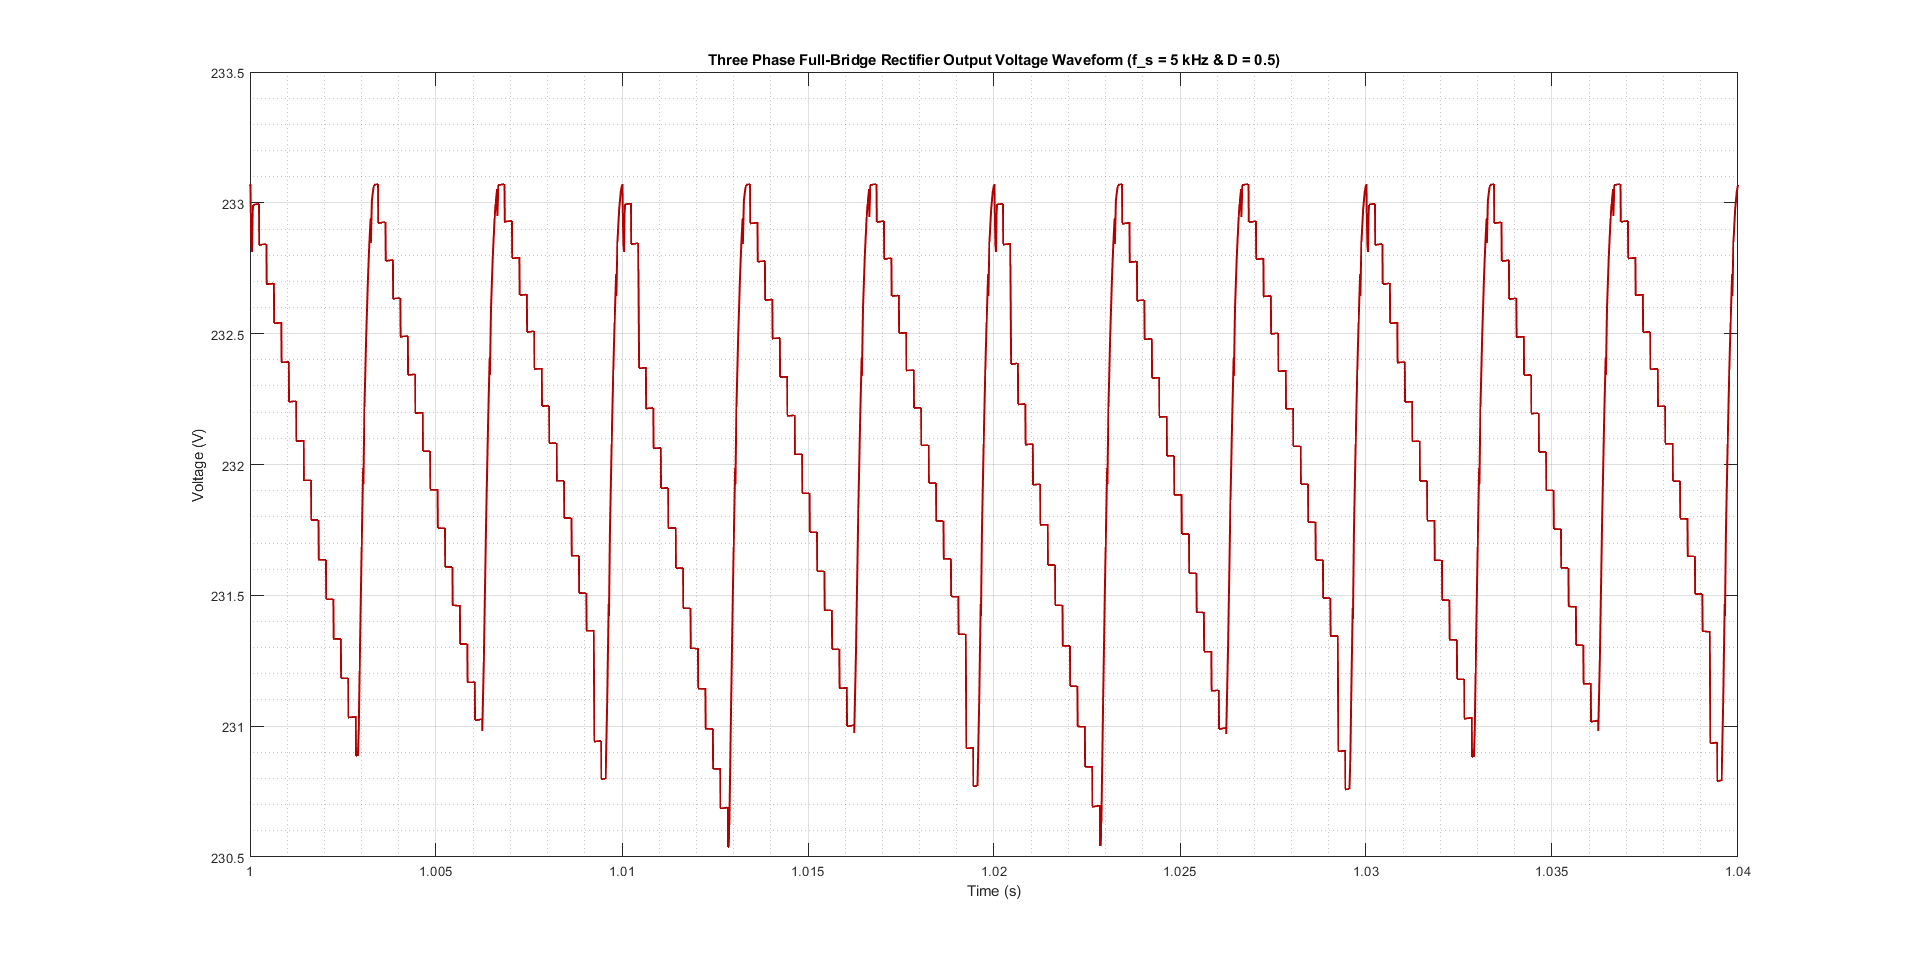 Three Phase Full-Bridge Rectifier Output Voltage Waveform (f_s = 5 kHz & D = 0.5)
233.5
233
232.5
232
231.5
231
230.5
Voltage (V)
1 1.005 1.01 1.015 1.02 1.025 1.03 1.035 1.04
Time (s)